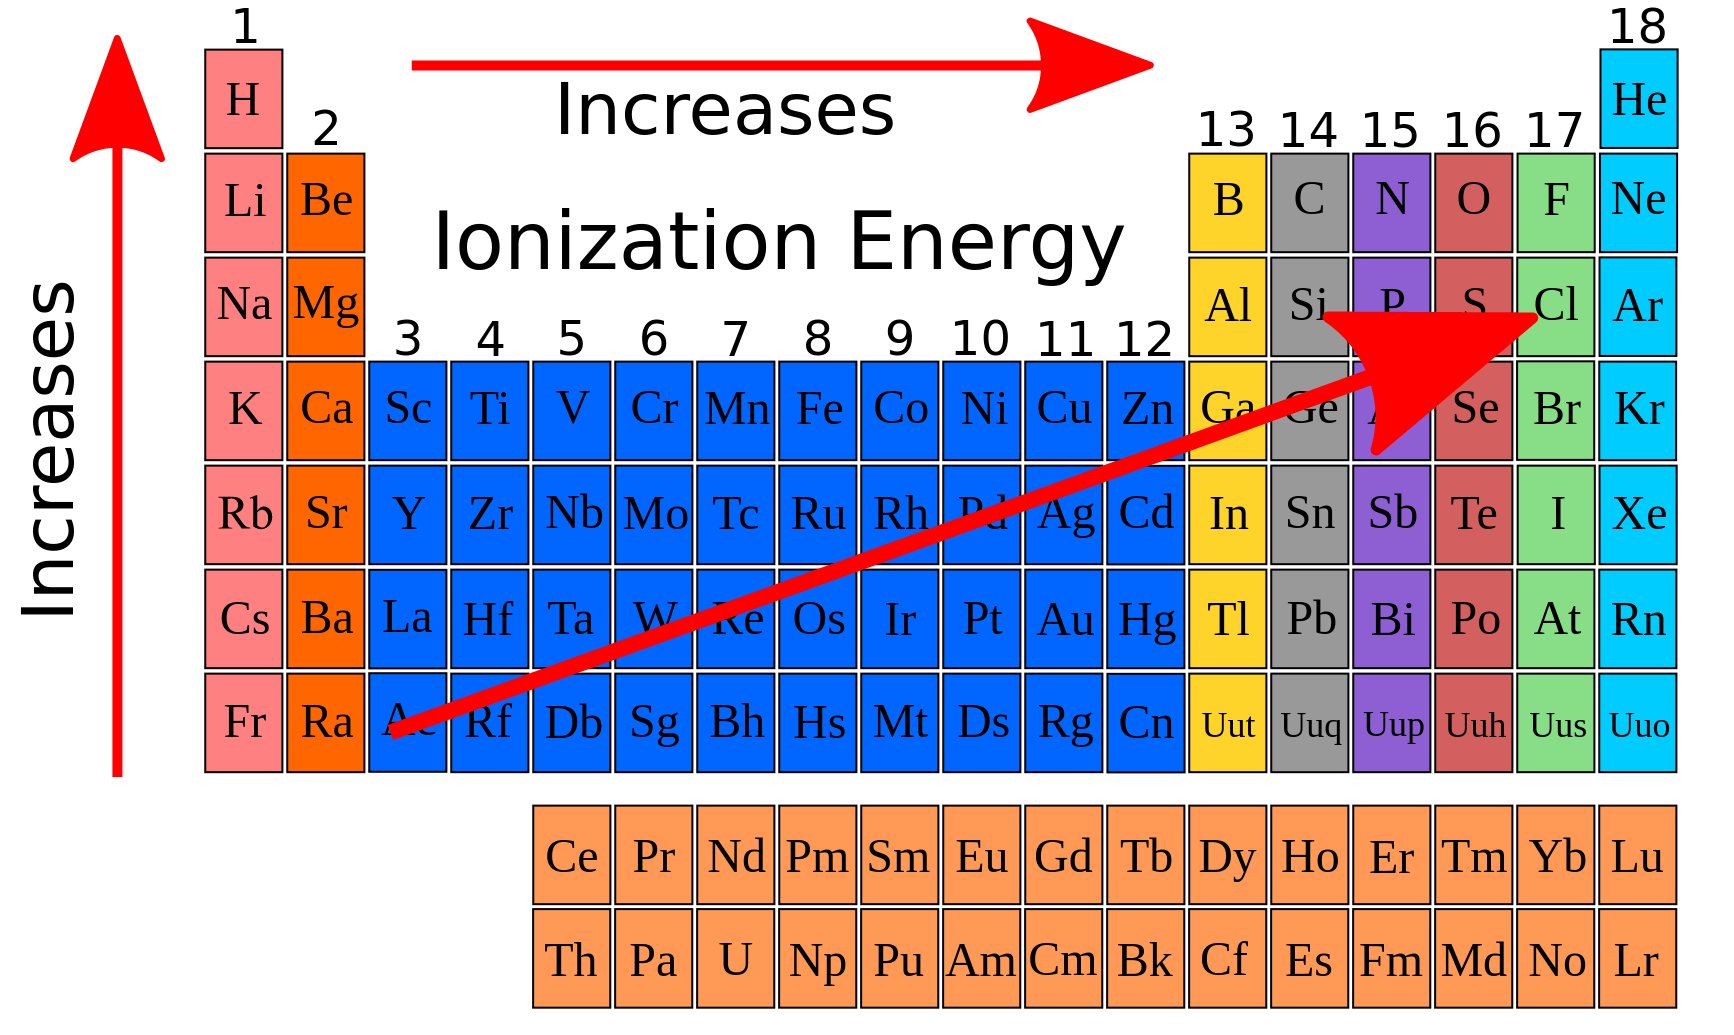 1 18
H He
2 13 14 15 16 17
Increases
Li Be B C N O F Ne
Ionization Energy
Na Mg Al Si P S Cl Ar
3 4 5 6 7 8 9 10 11 12
K Ca Sc Ti V Cr Mn Fe Co Ni Cu Zn Ga Ge Se Br Kr
Increases
Rb Sr Y Zr Nb Mo Tc Ru Rh Pd Ag Cd In Sn Sb Te I Xe
Cs Ba La Hf Ta W Re Os Ir Pt Au Hg Tl Pb Bi Po At Rn
Fr Ra Ac Rf Db Sg Bh Hs Mt Ds Rg Cn Uut Uuq Uup Uuh Uus Uuo
Ce Pr Nd Pm Sm Eu Gd Tb Dy Ho Er Tm Yb Lu
Th Pa U Np Pu Am Cm Bk Cf Es Fm Md No Lr